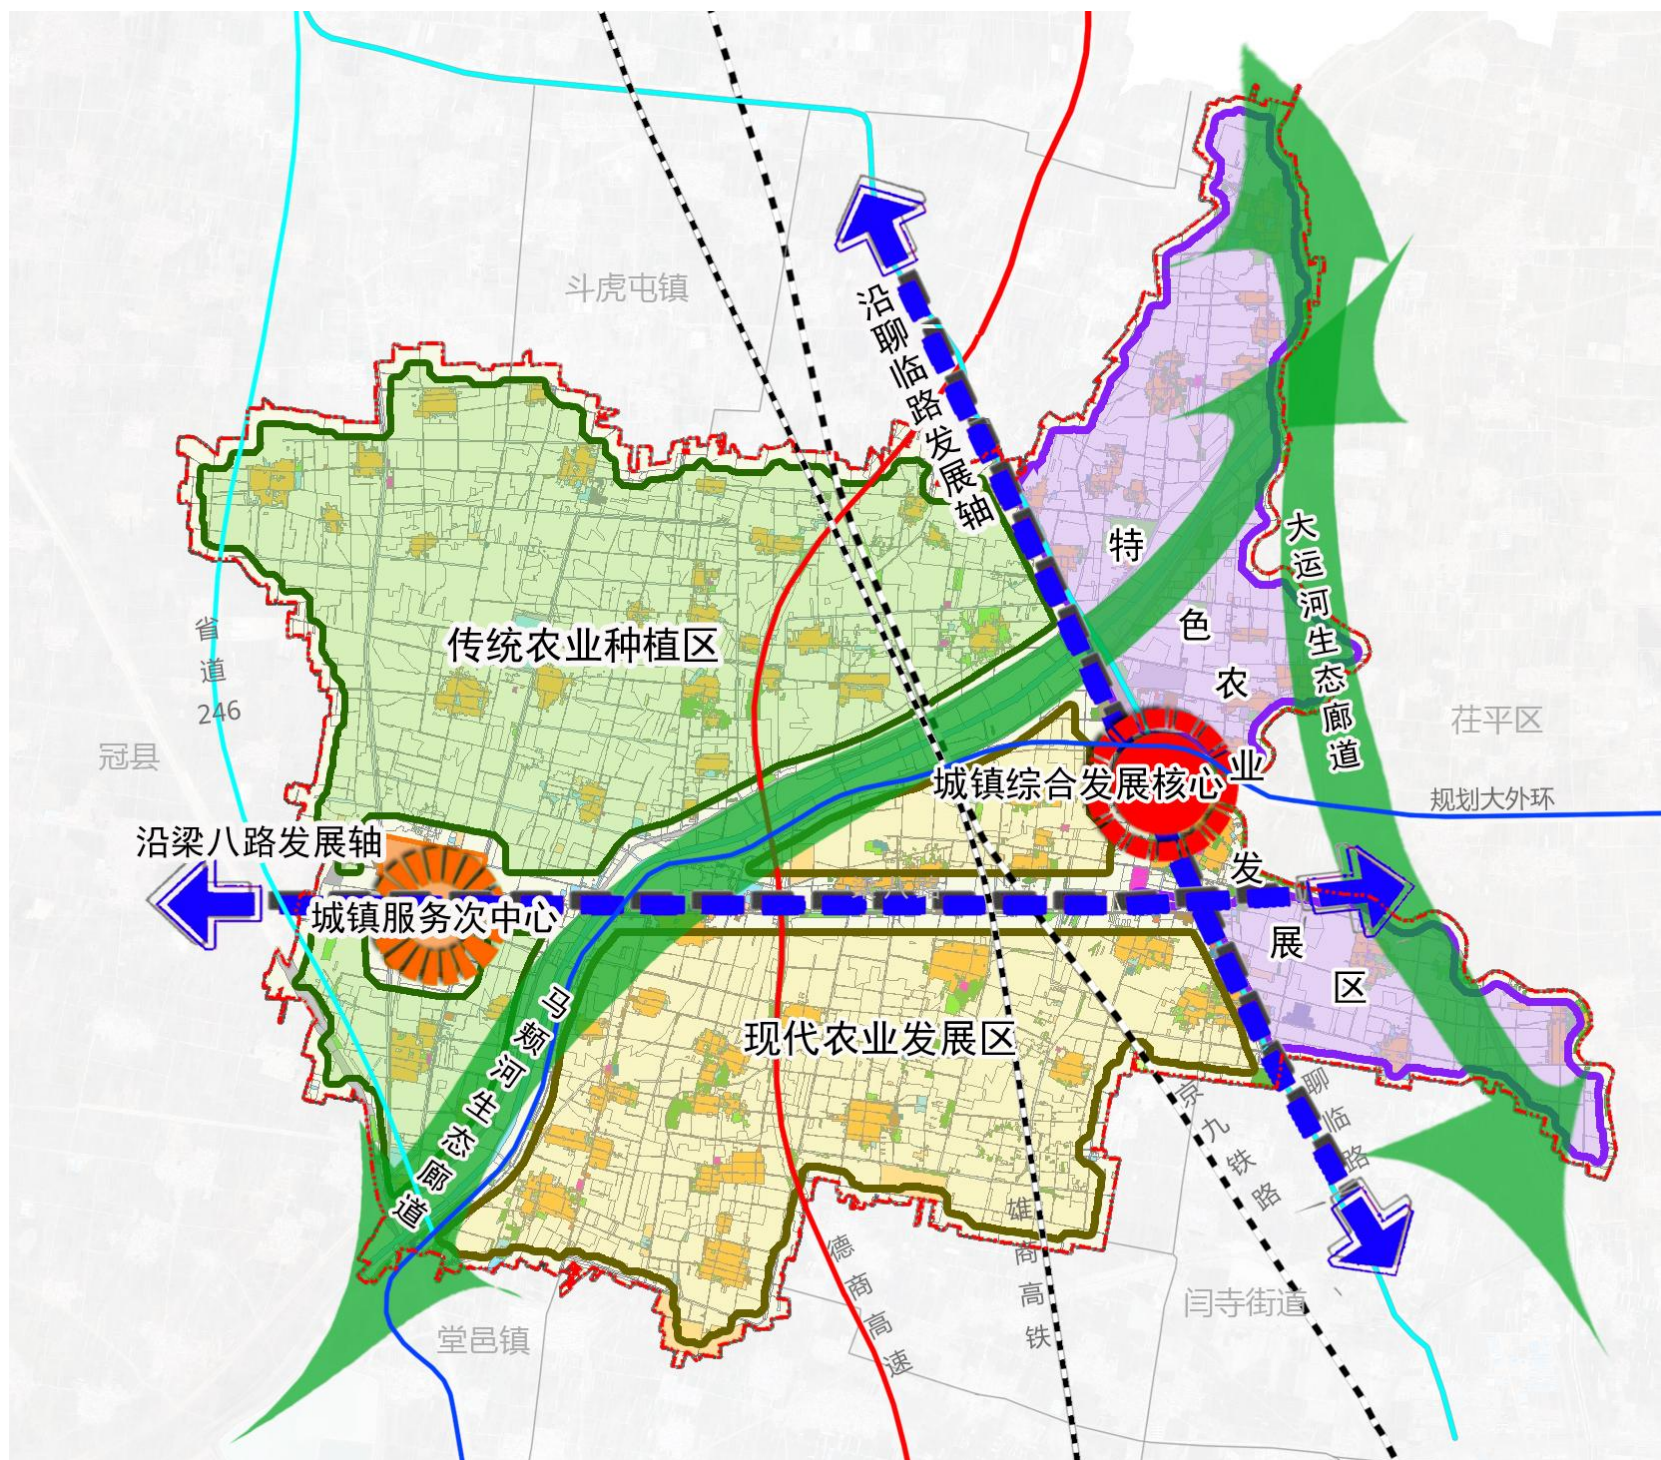 斗虎屯镇
沿聊临路发展轴
特色农业发展区
大运河生态廊道
传统农业种植区
省道246
冠县
茌平区
城镇综合发展核心
规划大外环
沿梁八路发展轴
城镇服务次中心
马颊河生态廊道
现代农业发展区
京九铁路
聊临路
雄商高铁
德商高速
闫寺街道
堂邑镇